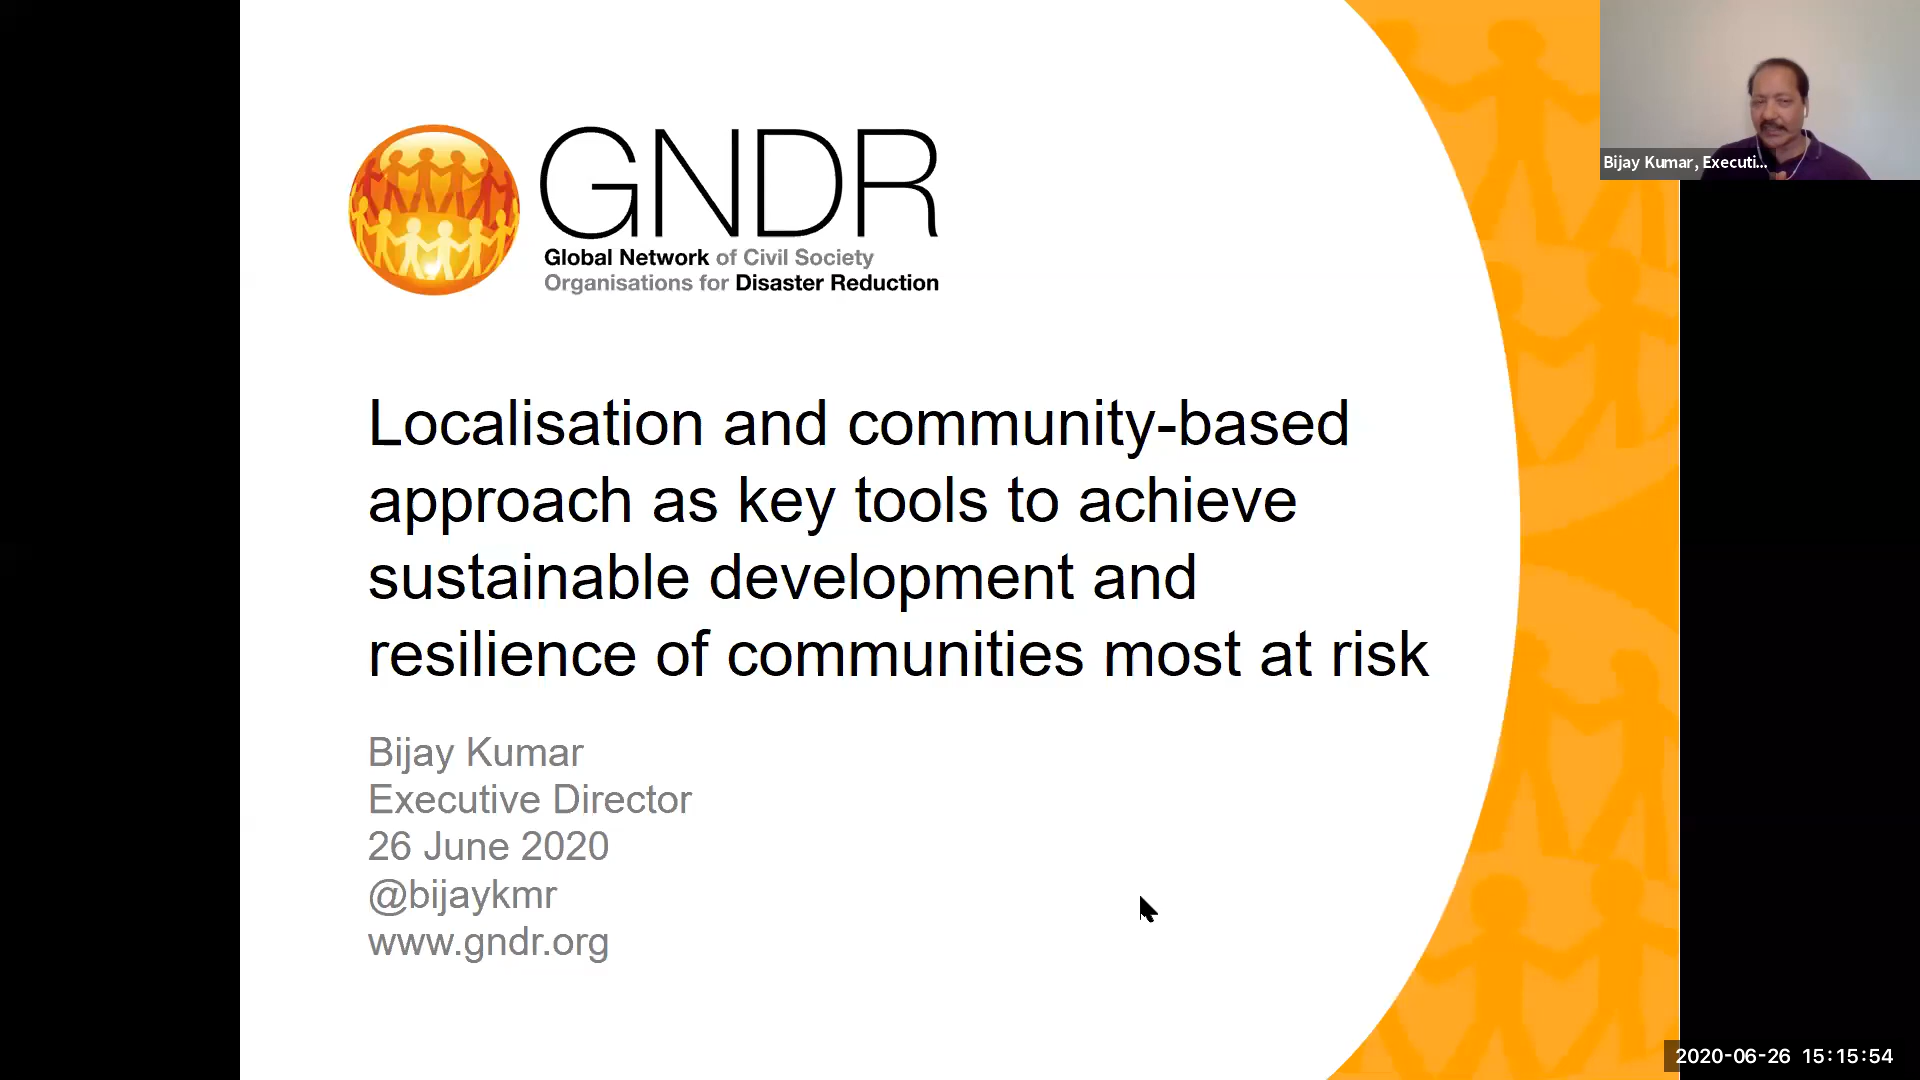 GNDR
Global Network of Civil Society
Organisations for Disaster Reduction
Bijay Kumar, Executi...
Localisation and community-based
approach as key tools to achieve
sustainable development and
resilience of communities most at risk
Bijay Kumar
Executive Director
26 June 2020
@bijaykmr
www.gndr.org
2020-06-26 15:15:54